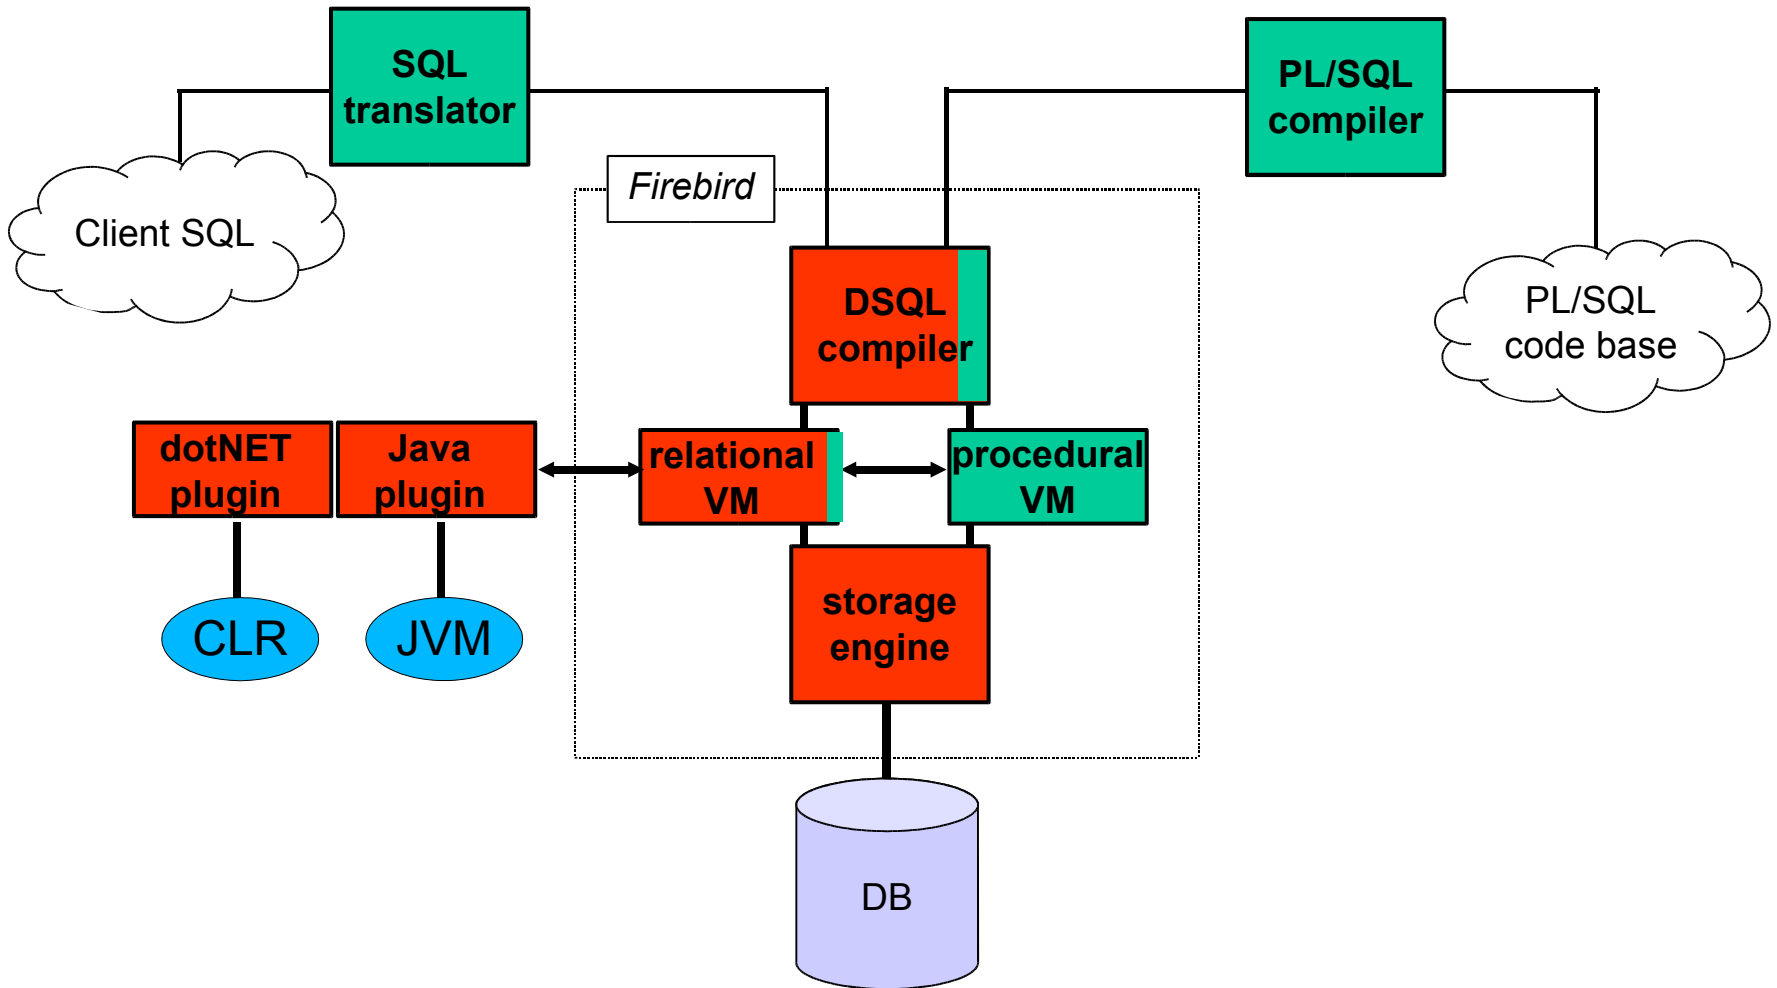 SQL
translator
PL/SQL
compiler
Firebird
Client SQL
DSQL
compiler
PL/SQL
code base
dotNET
plugin
Java
plugin
relational
VM
procedural
VM
CLR
JVM
storage
engine
DB